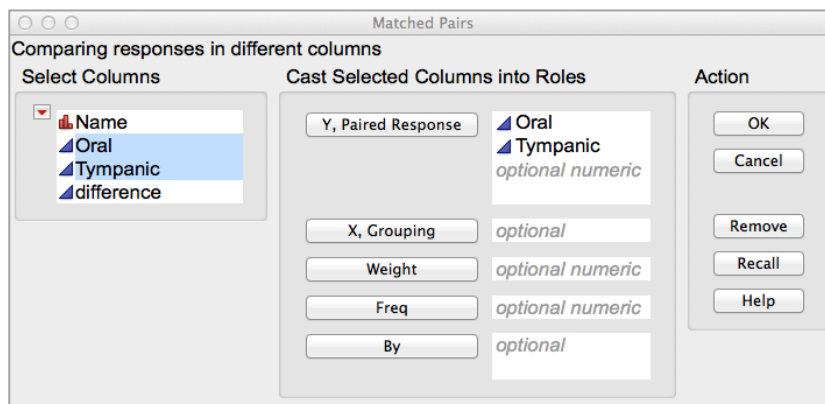 Matched Pairs
Comparing responses in different columns
Select Columns
Name
Oral
Tympanic
difference
Cast Selected Columns into Roles
Y, Paired Response
Oral
Tympanic
optional numeric
X, Grouping
optional
Weight
optional numeric
Freq
optional numeric
By
optional
Action
OK
Cancel
Remove
Recall
Help